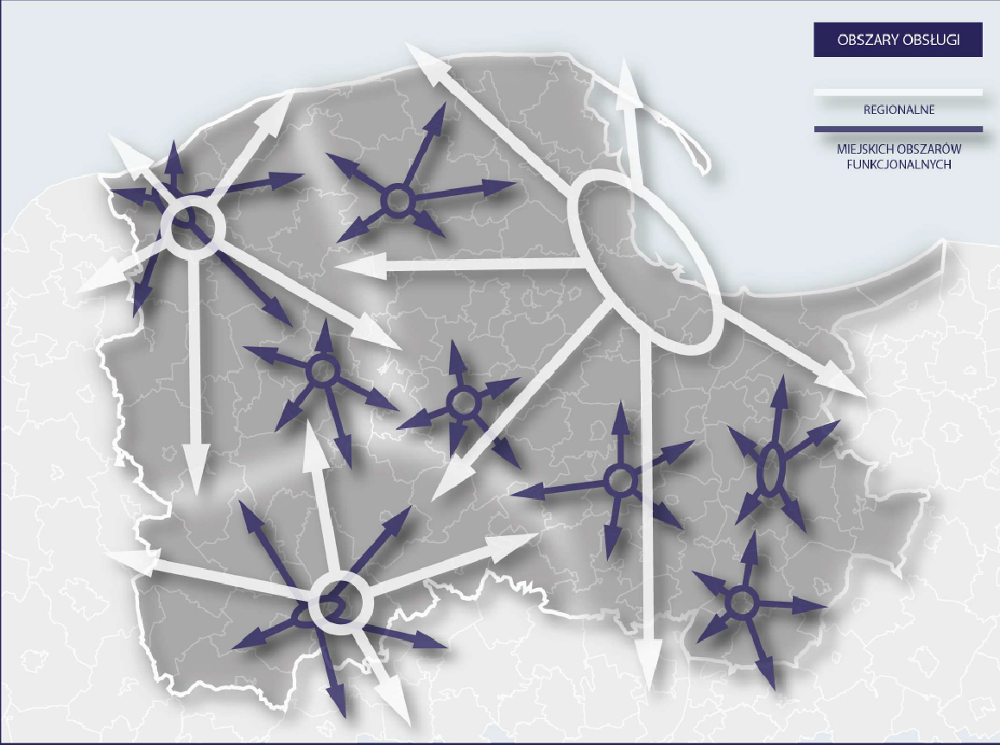 OBSZARY OBSŁUGI
REGIONALNE
MIEJSKICH OBSZARÓW
FUNKCJONALNYCH